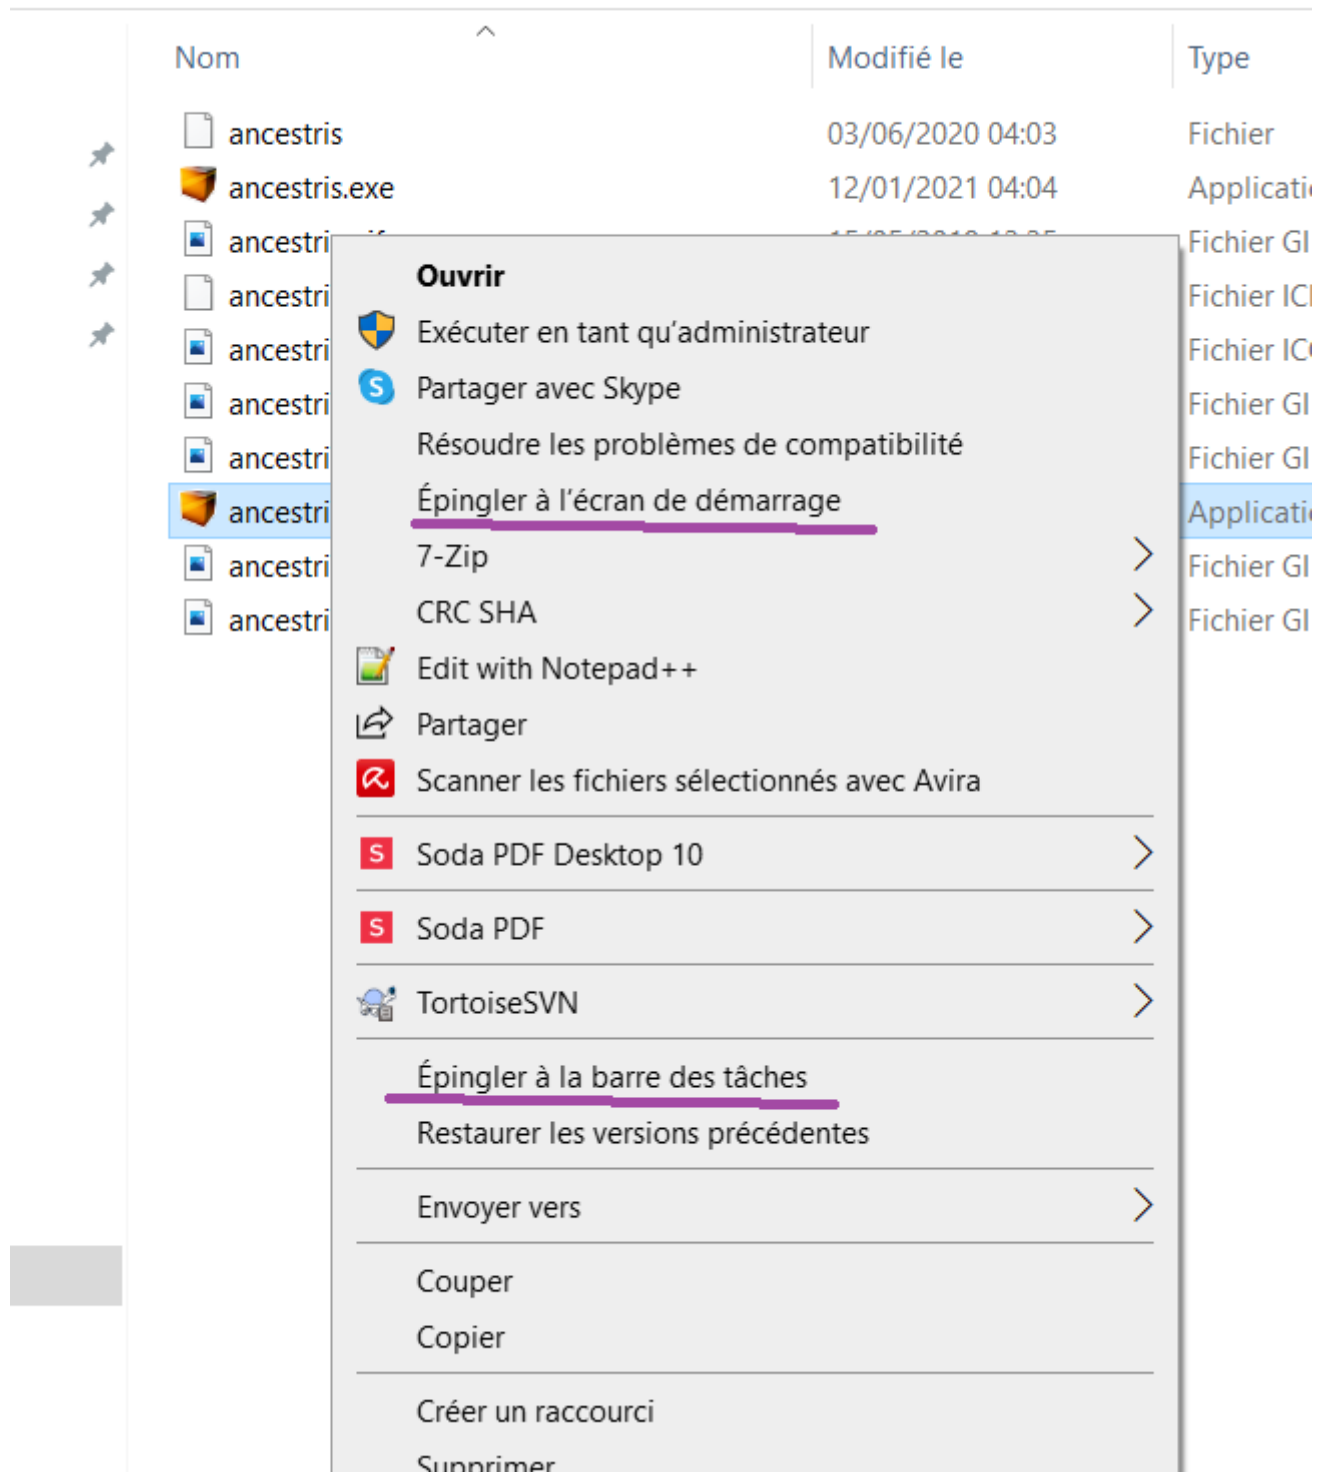 Nom Modifié le Type
ancestris 03/06/2020 04:03 Fichier
ancestris.exe 12/01/2021 04:04 Applicati
ancestri Fichier GI
ancestri Fichier ICI
ancestri Fichier IC
ancestri Fichier GI
ancestri Fichier GI
ancestri Applicati
ancestri Fichier GI
ancestri Fichier GI
Ouvrir
Exécuter en tant qu'administrateur
Partager avec Skype
Résoudre les problèmes de compatibilité
Épingler à l'écran de démarrage
7-Zip
CRC SHA
Edit with Notepad++
Partager
Scanner les fichiers sélectionnés avec Avira
S Soda PDF Desktop 10
S Soda PDF
TortoiseSVN
Épingler à la barre des tâches
Restaurer les versions précédentes
Envoyer vers
Couper
Copier
Créer un raccourci
Supprimer